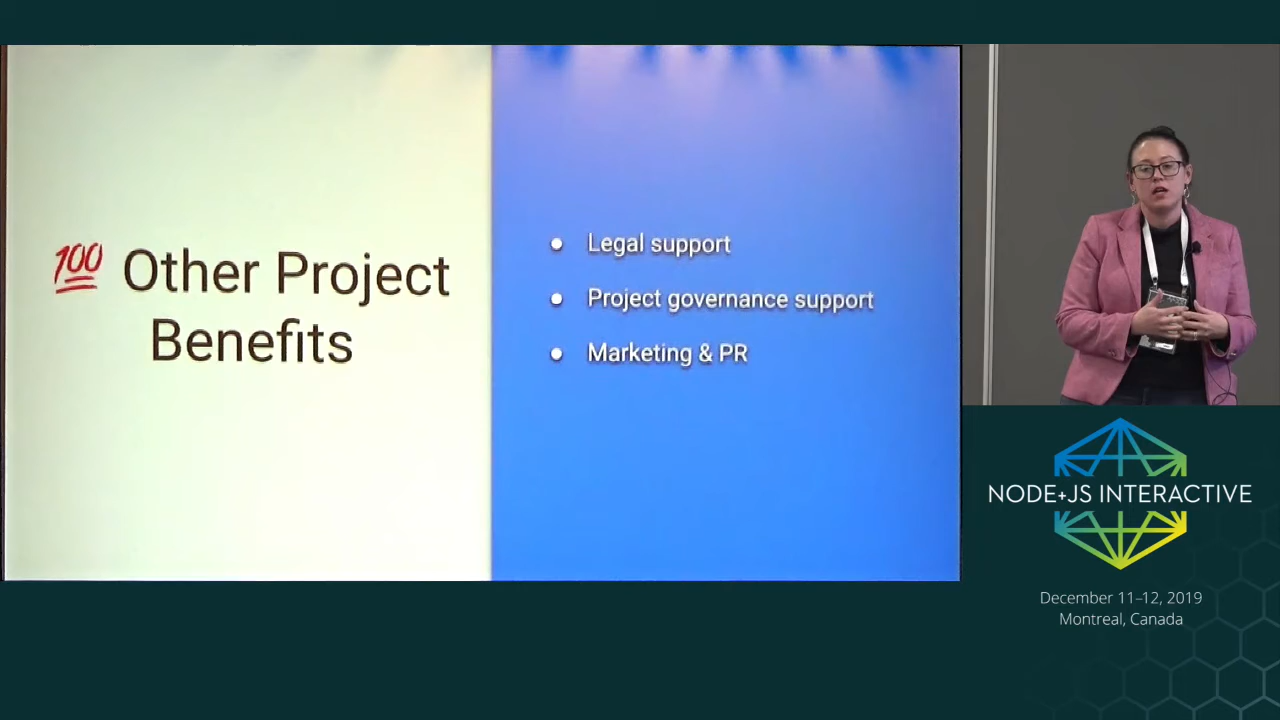 💯 Other Project
Benefits
● Legal support
● Project governance support
● Marketing & PR
NODE+JS INTERACTIVE
December 11–12, 2019
Montreal, Canada